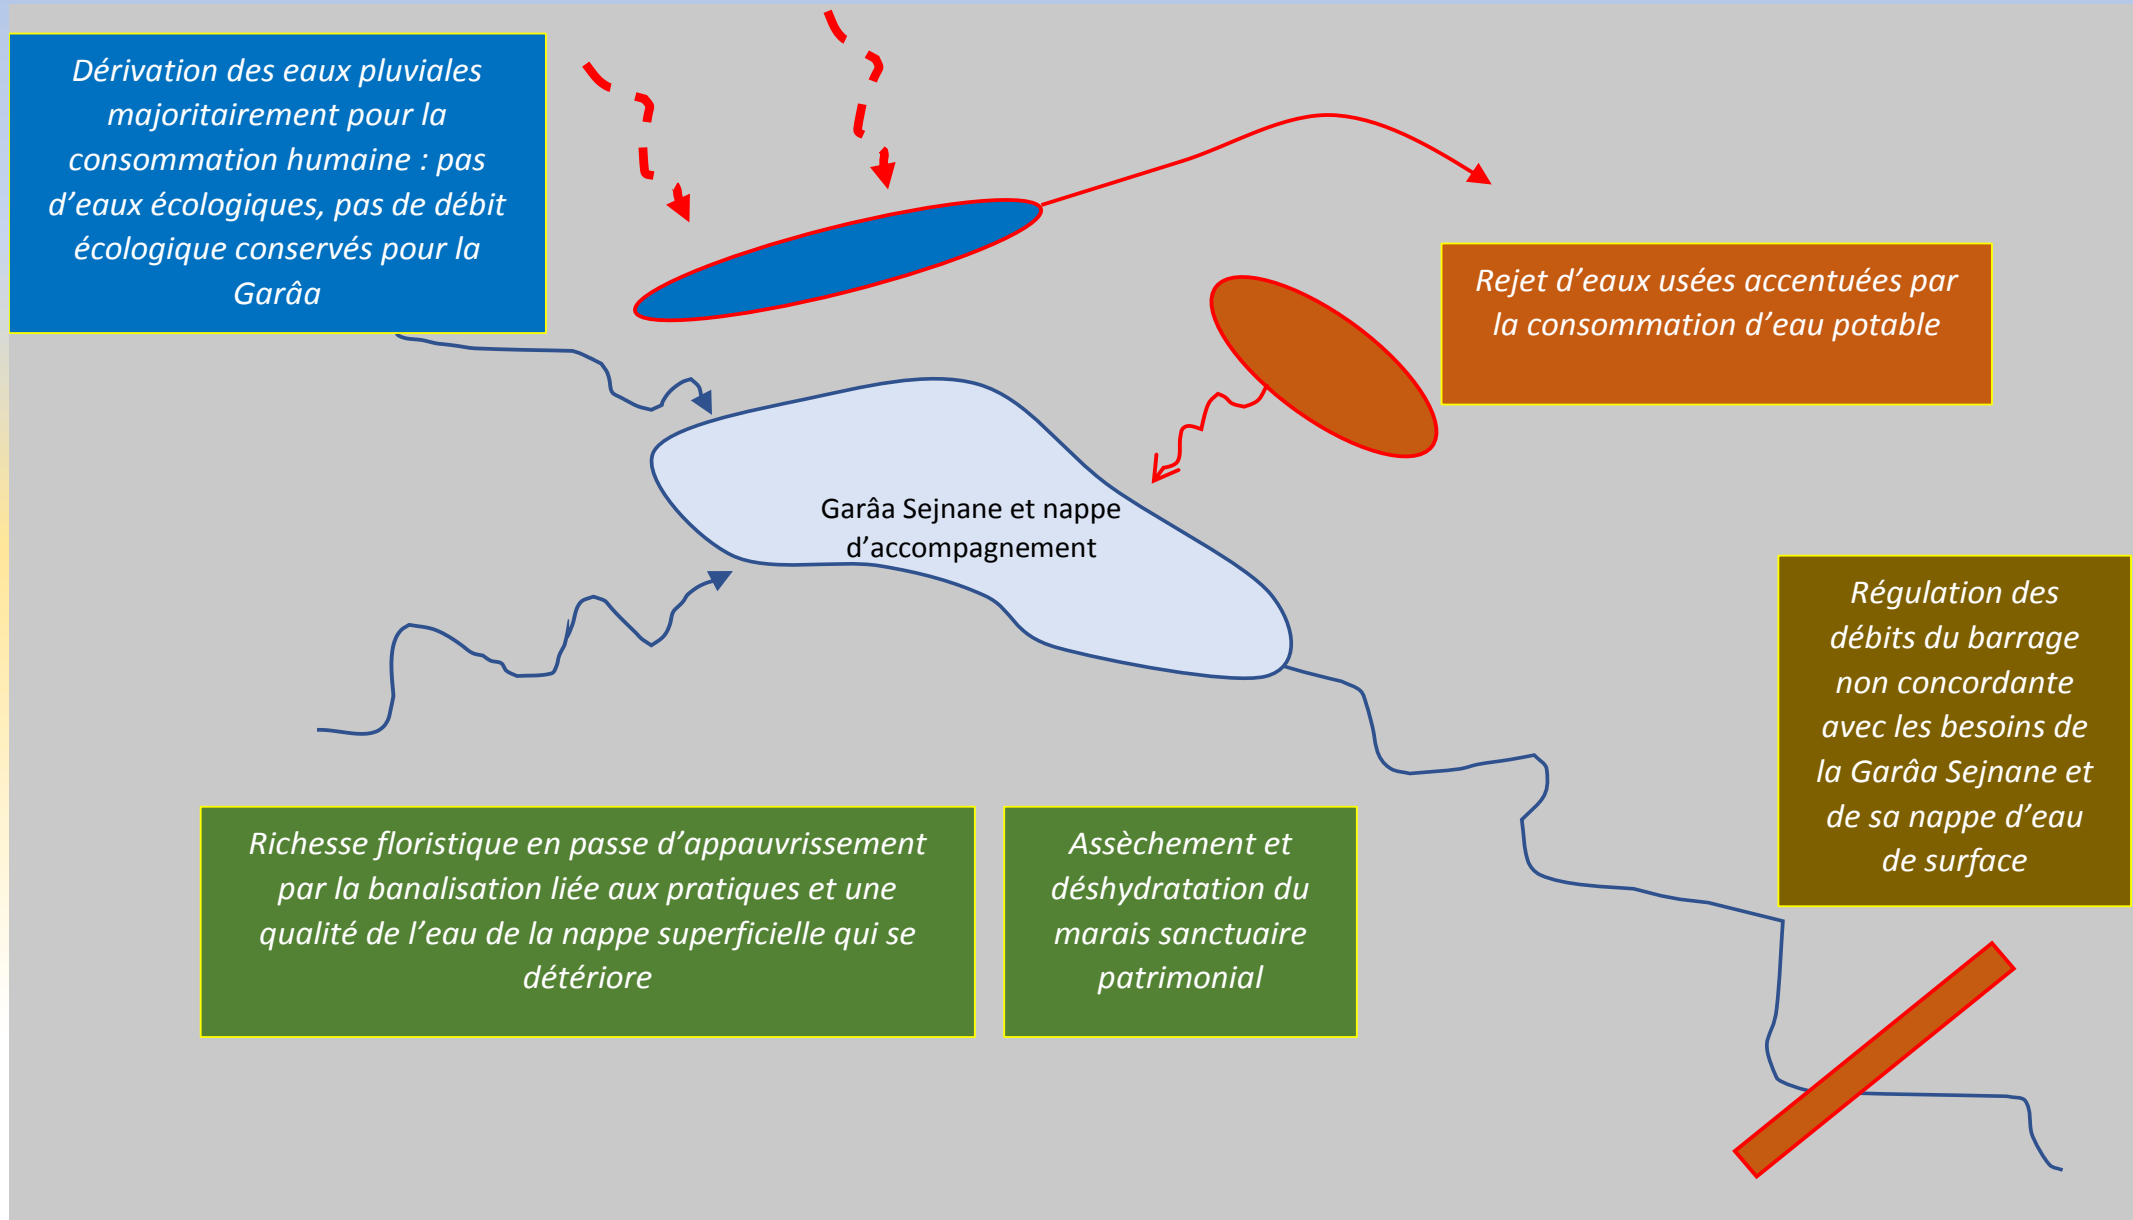 Dérivation des eaux pluviales
majoritairement pour la
consommation humaine : pas
d’eaux écologiques, pas de débit
écologique conservés pour la
Garâa
Rejet d’eaux usées accentuées par
la consommation d’eau potable
Garâa Sejnane et nappe
d’accompagnement
Régulation des
débits du barrage
non concordante
avec les besoins de
la Garâa Sejnane et
de sa nappe d’eau
de surface
Richesse floristique en passe d’appauvrissement
par la banalisation liée aux pratiques et une
qualité de l’eau de la nappe superficielle qui se
détériore
Assèchement et
déshydratation du
marais sanctuaire
patrimonial